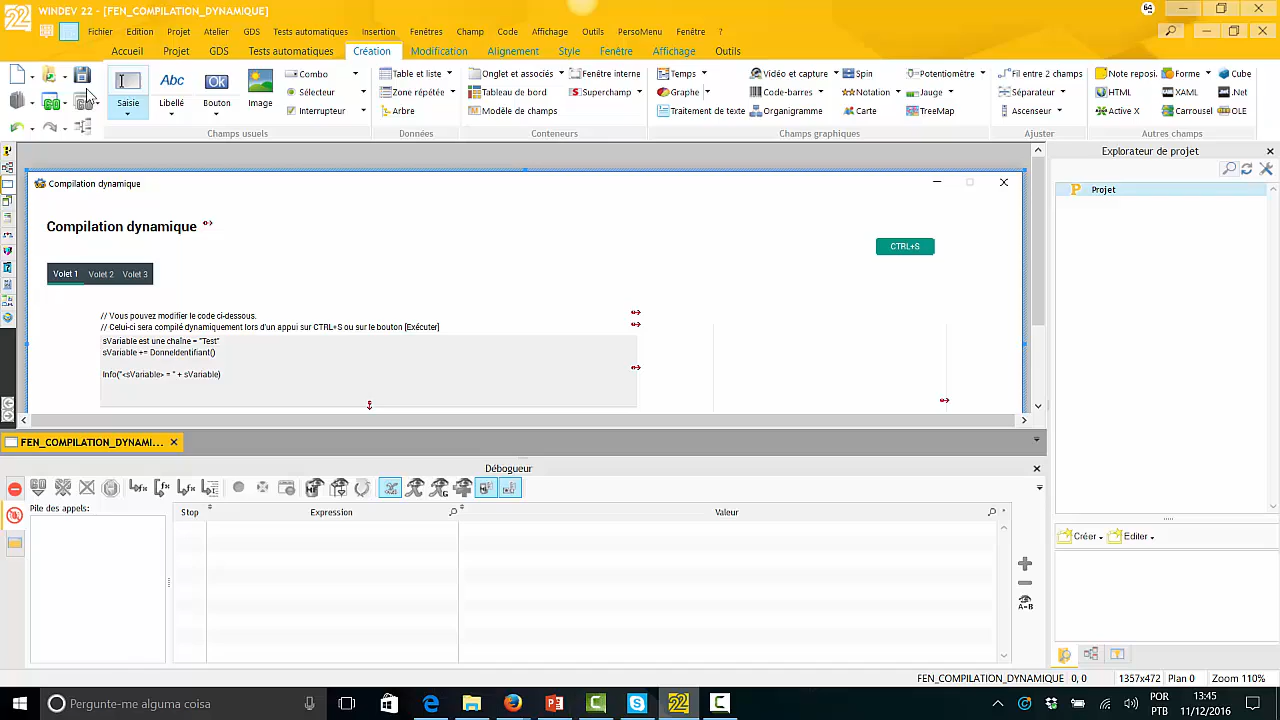 WINDEV 22 - [FEN_COMPILATION_DYNAMIQUE]
64
Fichier Edition Projet Atelier GDS Tests automatiques Insertion Fenêtres Champ Code Affichage Outils PersoMenu Fenêtre ?
Accueil Projet GDS Tests automatiques Création Modification Alignement Style Fenêtre Affichage Outils
Saisie Abc Libellé Ok Bouton Image
Combo Table et liste Onglet et associés Fenêtre interne Temps Vidéo et capture Spin Potentiomètre Fil entre 2 champs Note reposi. Forme Cube
Sélecteur Zone répétée Tableau de bord Superchamp Graphe Code-barres Notation Jauge Séparateur HTML XAML .Net
Interrupteur Arbre Modèle de champs Traitement de texte Organigramme Carte TreeMap Ascenseur Active X Carrousel OLE
Champs usuels Données Conteneurs Champs graphiques Ajuster Autres champs
Compilation dynamique
Compilation dynamique
CTRL+S
Volet 1 Volet 2 Volet 3
// Vous pouvez modifier le code ci-dessous.
// Celui-ci sera compilé dynamiquement lors d'un appui sur CTRL+S ou sur le bouton [Exécuter]
sVariable est une chaîne = "Test"
sVariable += DonneIdentifiant()
Info("<sVariable> = " + sVariable)
Explorateur de projet
Projet
Créer Editer
FEN_COMPILATION_DYNAMI...
Débogueur
Pile des appels:
Stop Expression Valeur
A=B
FEN_COMPILATION_DYNAMIQUE 0, 0 1357x472 Plan 0 Zoom 110%
Pergunte-me alguma coisa
22
POR
PTB
13:45
11/12/2016